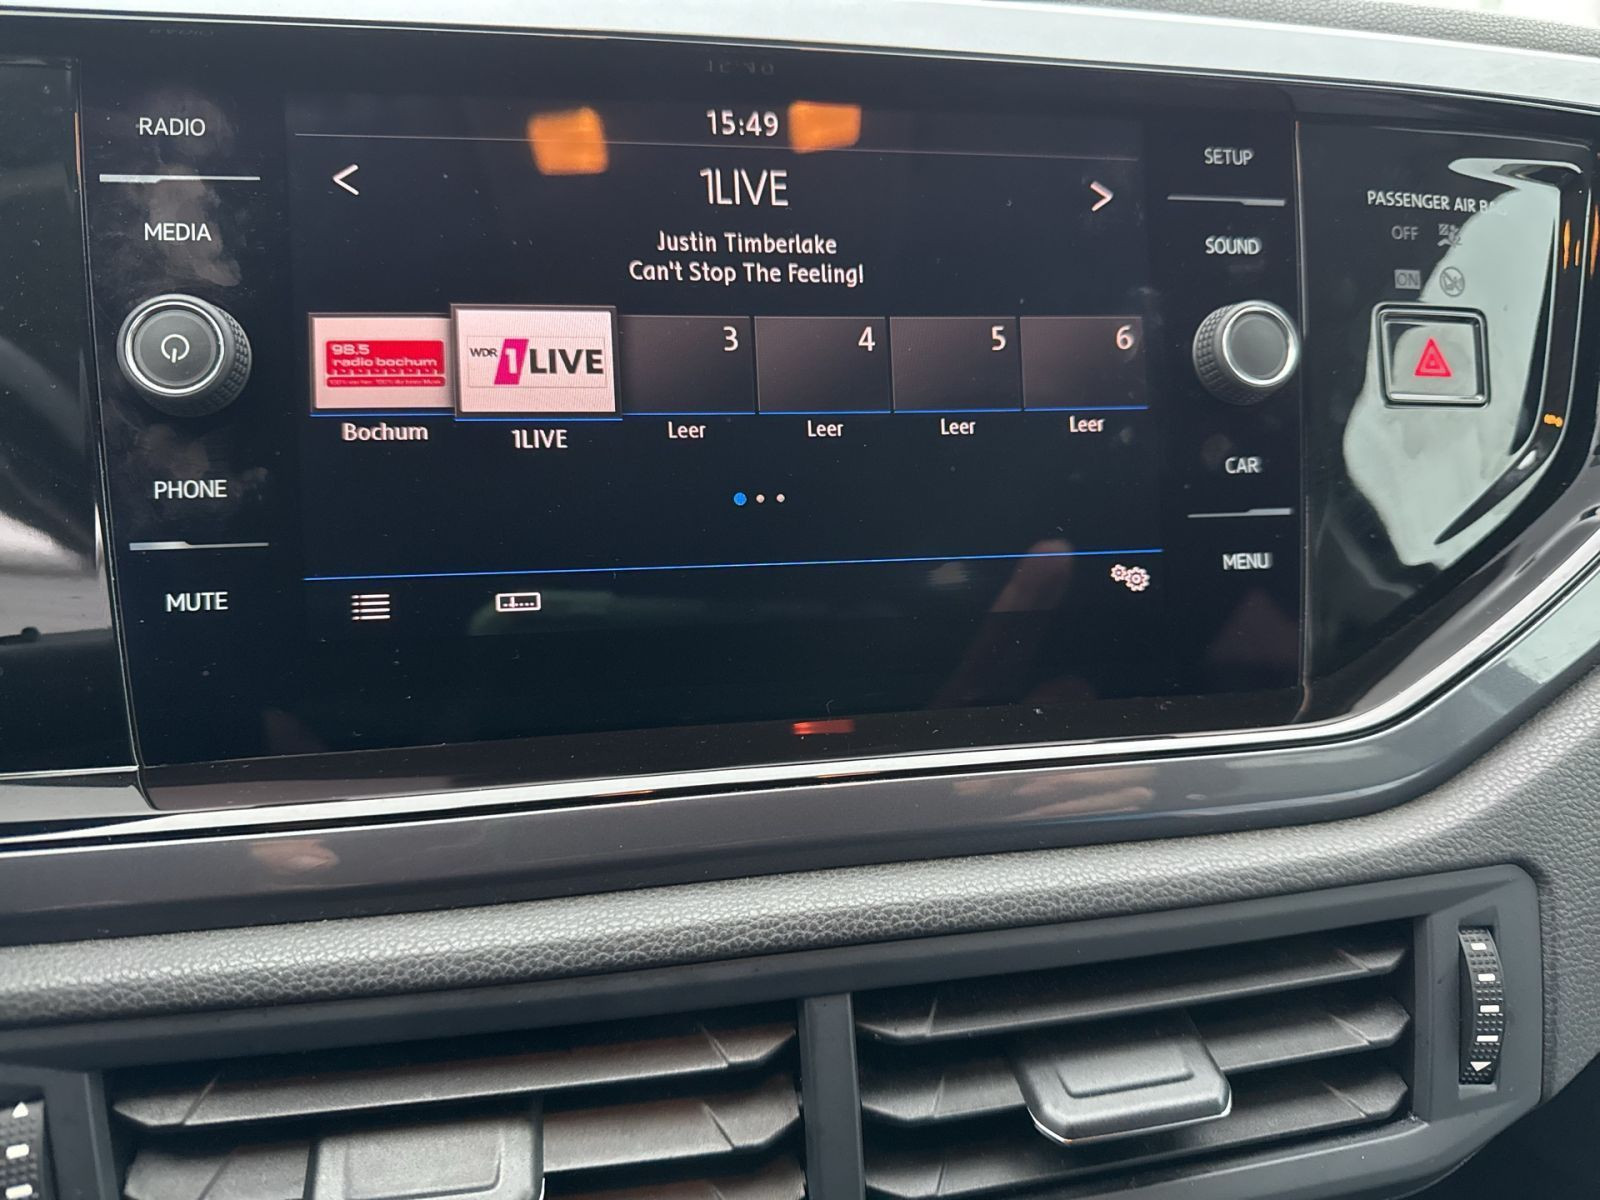 RADIO
MEDIA
PHONE
MUTE
15:49
<
1LIVE
>
Justin Timberlake
Can't Stop The Feeling!
98.5
radio bochum
WDR 1LIVE
3
4
5
6
Bochum
1LIVE
Leer
Leer
Leer
Leer
SETUP
SOUND
CAR
MENU
PASSENGER AIR BAG
OFF
ON